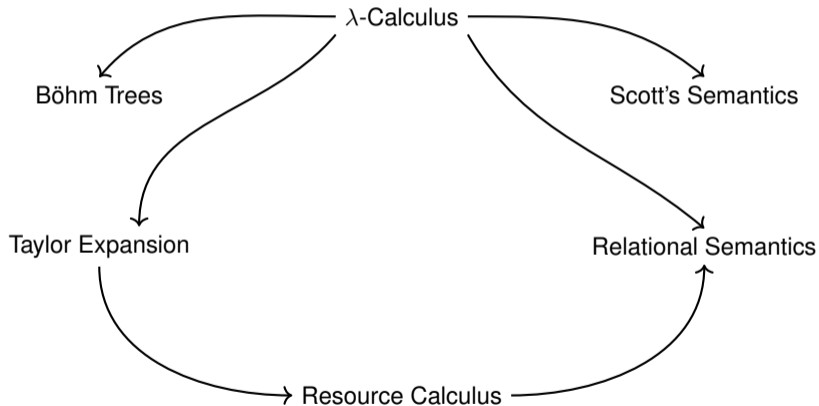 λ-Calculus
Böhm Trees
Scott's Semantics
Taylor Expansion
Relational Semantics
Resource Calculus